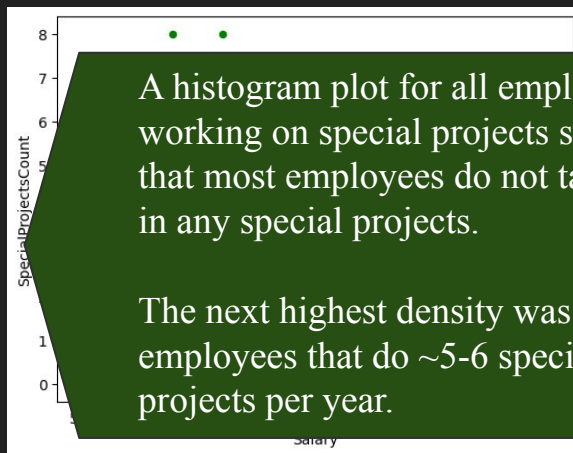 8
7
6
5
1
0
SpecialProjectsCount
A histogram plot for all empl
working on special projects s
that most employees do not ta
in any special projects.
The next highest density was
employees that do ~5-6 speci
projects per year.
Salary